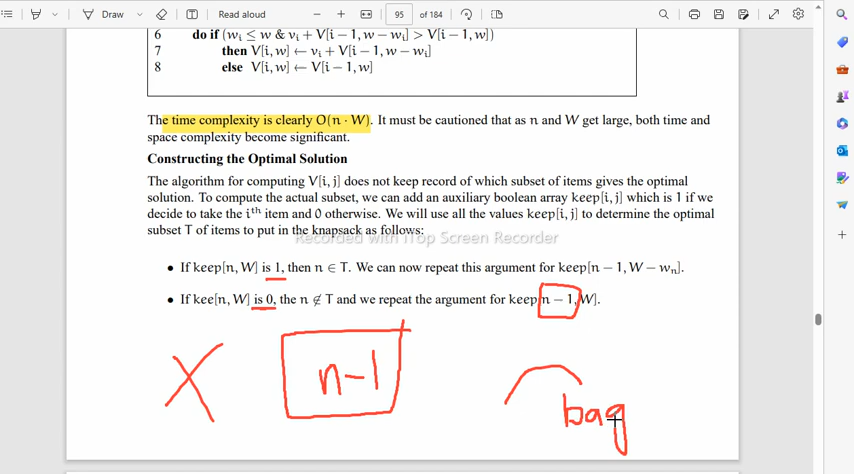 Draw
Read aloud
95 of 184
6 do if (wᵢ ≤ w & vᵢ + V[i − 1, w − wᵢ] > V[i − 1, w])
7 then V[i, w] ← vᵢ + V[i − 1, w − wᵢ]
8 else V[i, w] ← V[i − 1, w]
The time complexity is clearly O(n · W). It must be cautioned that as n and W get large, both time and
space complexity become significant.
Constructing the Optimal Solution
The algorithm for computing V[i, j] does not keep record of which subset of items gives the optimal
solution. To compute the actual subset, we can add an auxiliary boolean array keep[i, j] which is 1 if we
decide to take the iᵗʰ item and 0 otherwise. We will use all the values keep[i, j] to determine the optimal
subset T of items to put in the knapsack as follows:
Recorded with iTop Screen Recorder
• If keep[n, W] is 1, then n ∈ T. We can now repeat this argument for keep[n − 1, W − wₙ].
• If kee[n, W] is 0, the n ∉ T and we repeat the argument for keep[n − 1, W].
X n-1
bag